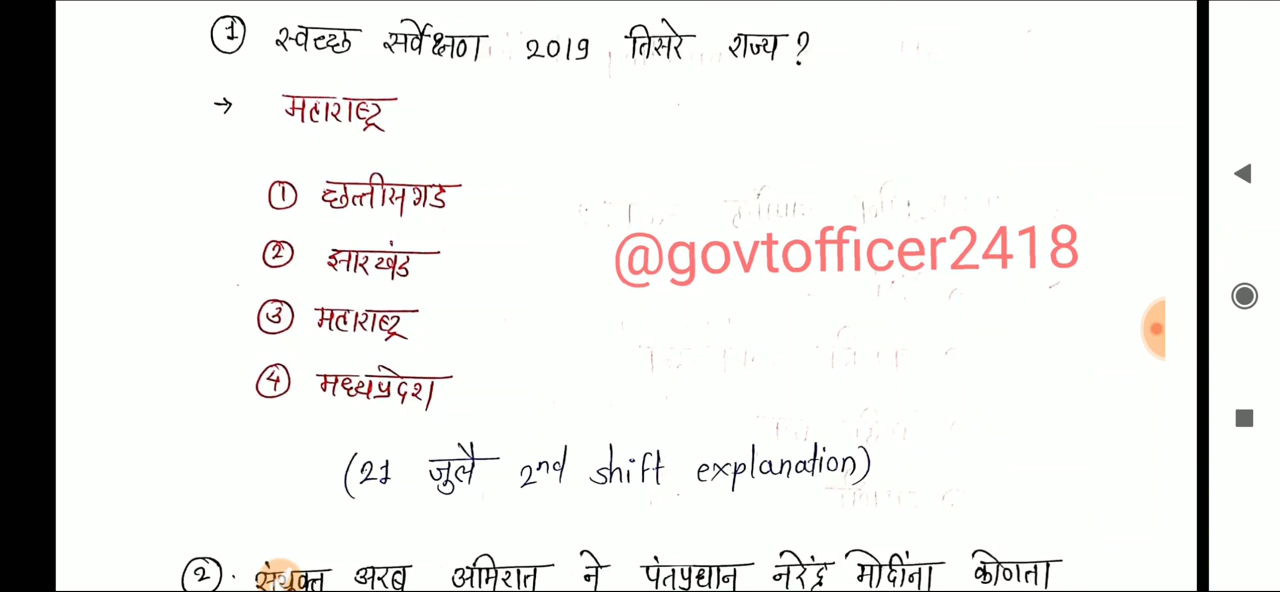 ① स्वच्छ सर्वेक्षण 2019 तिसरे राज्य ?
→ महाराष्ट्र
① छत्तीसगड
② झारखंड
@govtofficer2418
③ महाराष्ट्र
④ मध्यप्रदेश
(21 जुलै 2nd shift explanation)
②. संयुक्त अरब अमिरात ने पंतप्रधान नरेंद्र मोदींना कोणता